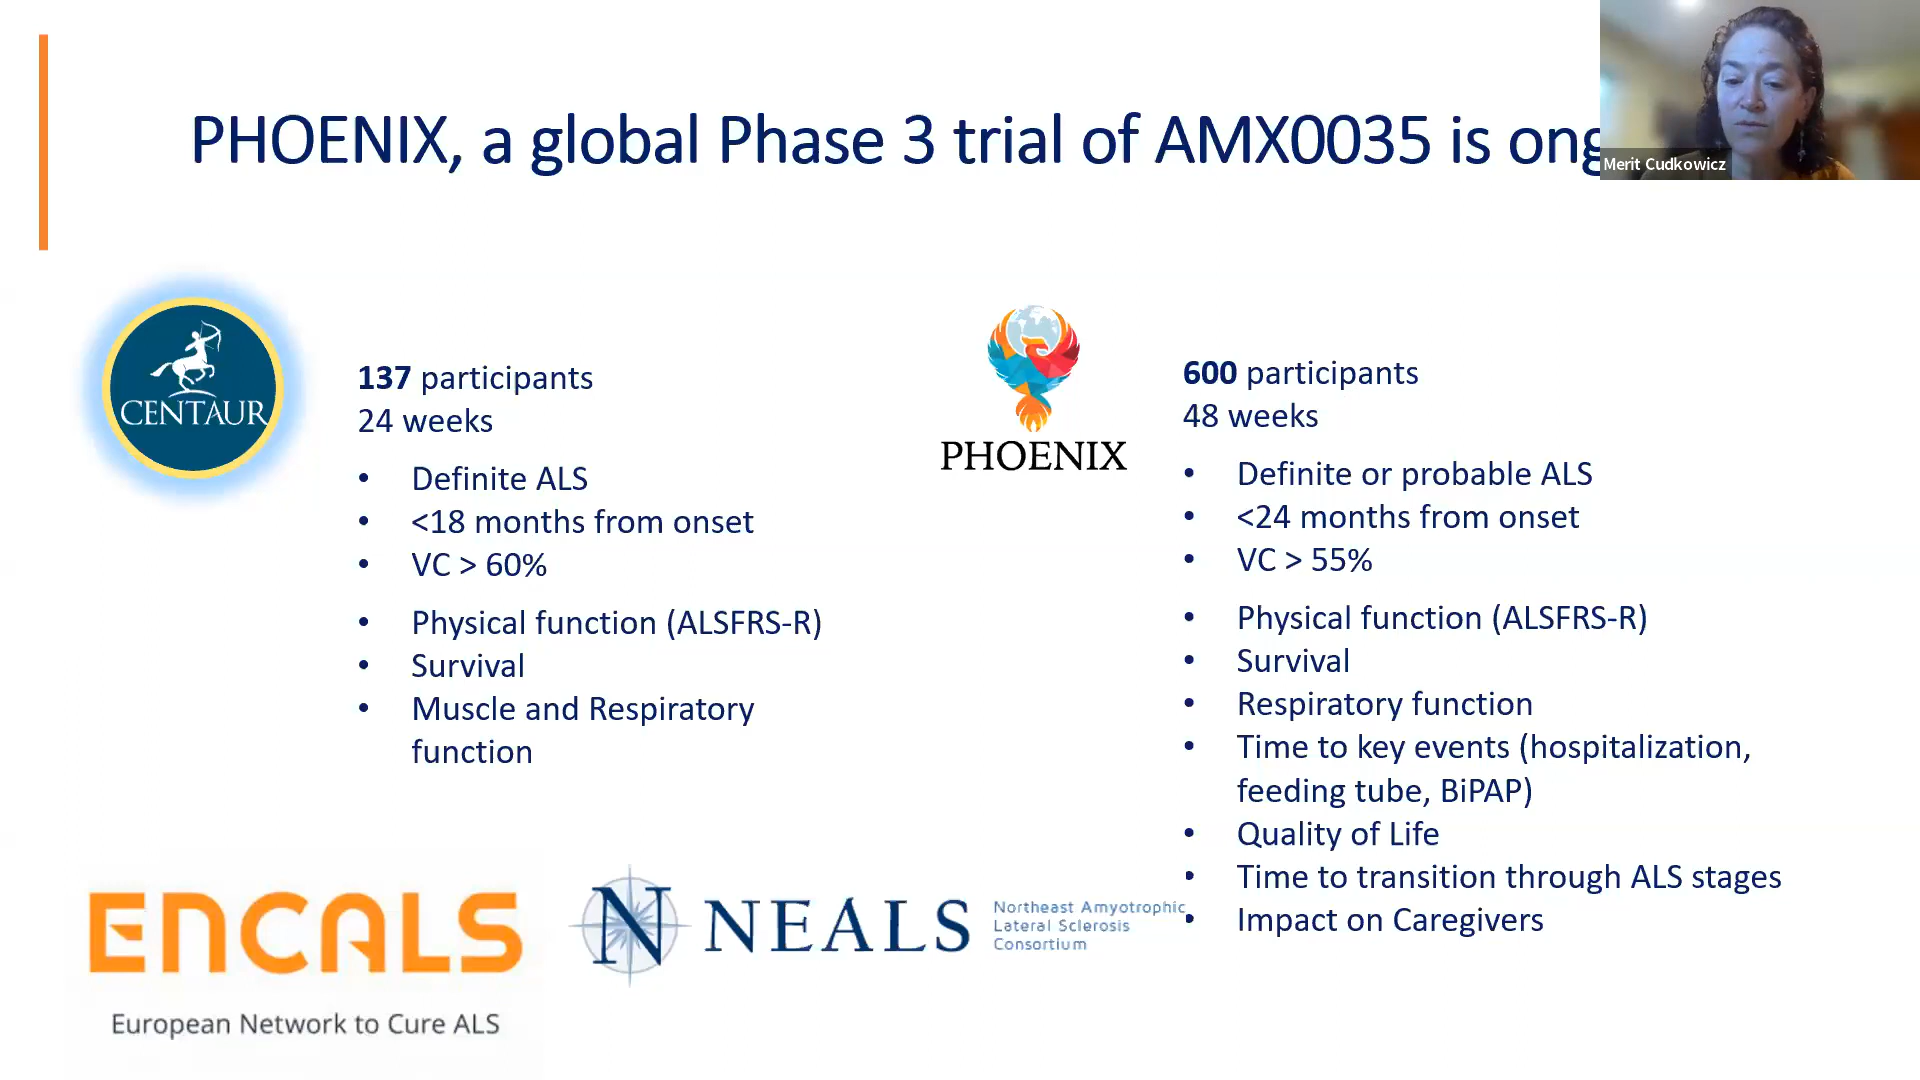 PHOENIX, a global Phase 3 trial of AMX0035 is
Merit Cudkowicz
CENTAUR
137 participants
24 weeks
• Definite ALS
• <18 months from onset
• VC > 60%
• Physical function (ALSFRS-R)
• Survival
• Muscle and Respiratory
function
PHOENIX
600 participants
48 weeks
• Definite or probable ALS
• <24 months from onset
• VC > 55%
• Physical function (ALSFRS-R)
• Survival
• Respiratory function
• Time to key events (hospitalization,
feeding tube, BiPAP)
• Quality of Life
• Time to transition through ALS stages
• Impact on Caregivers
ENCALS
European Network to Cure ALS
N NEALS
Northeast Amyotrophic
Lateral Sclerosis
Consortium